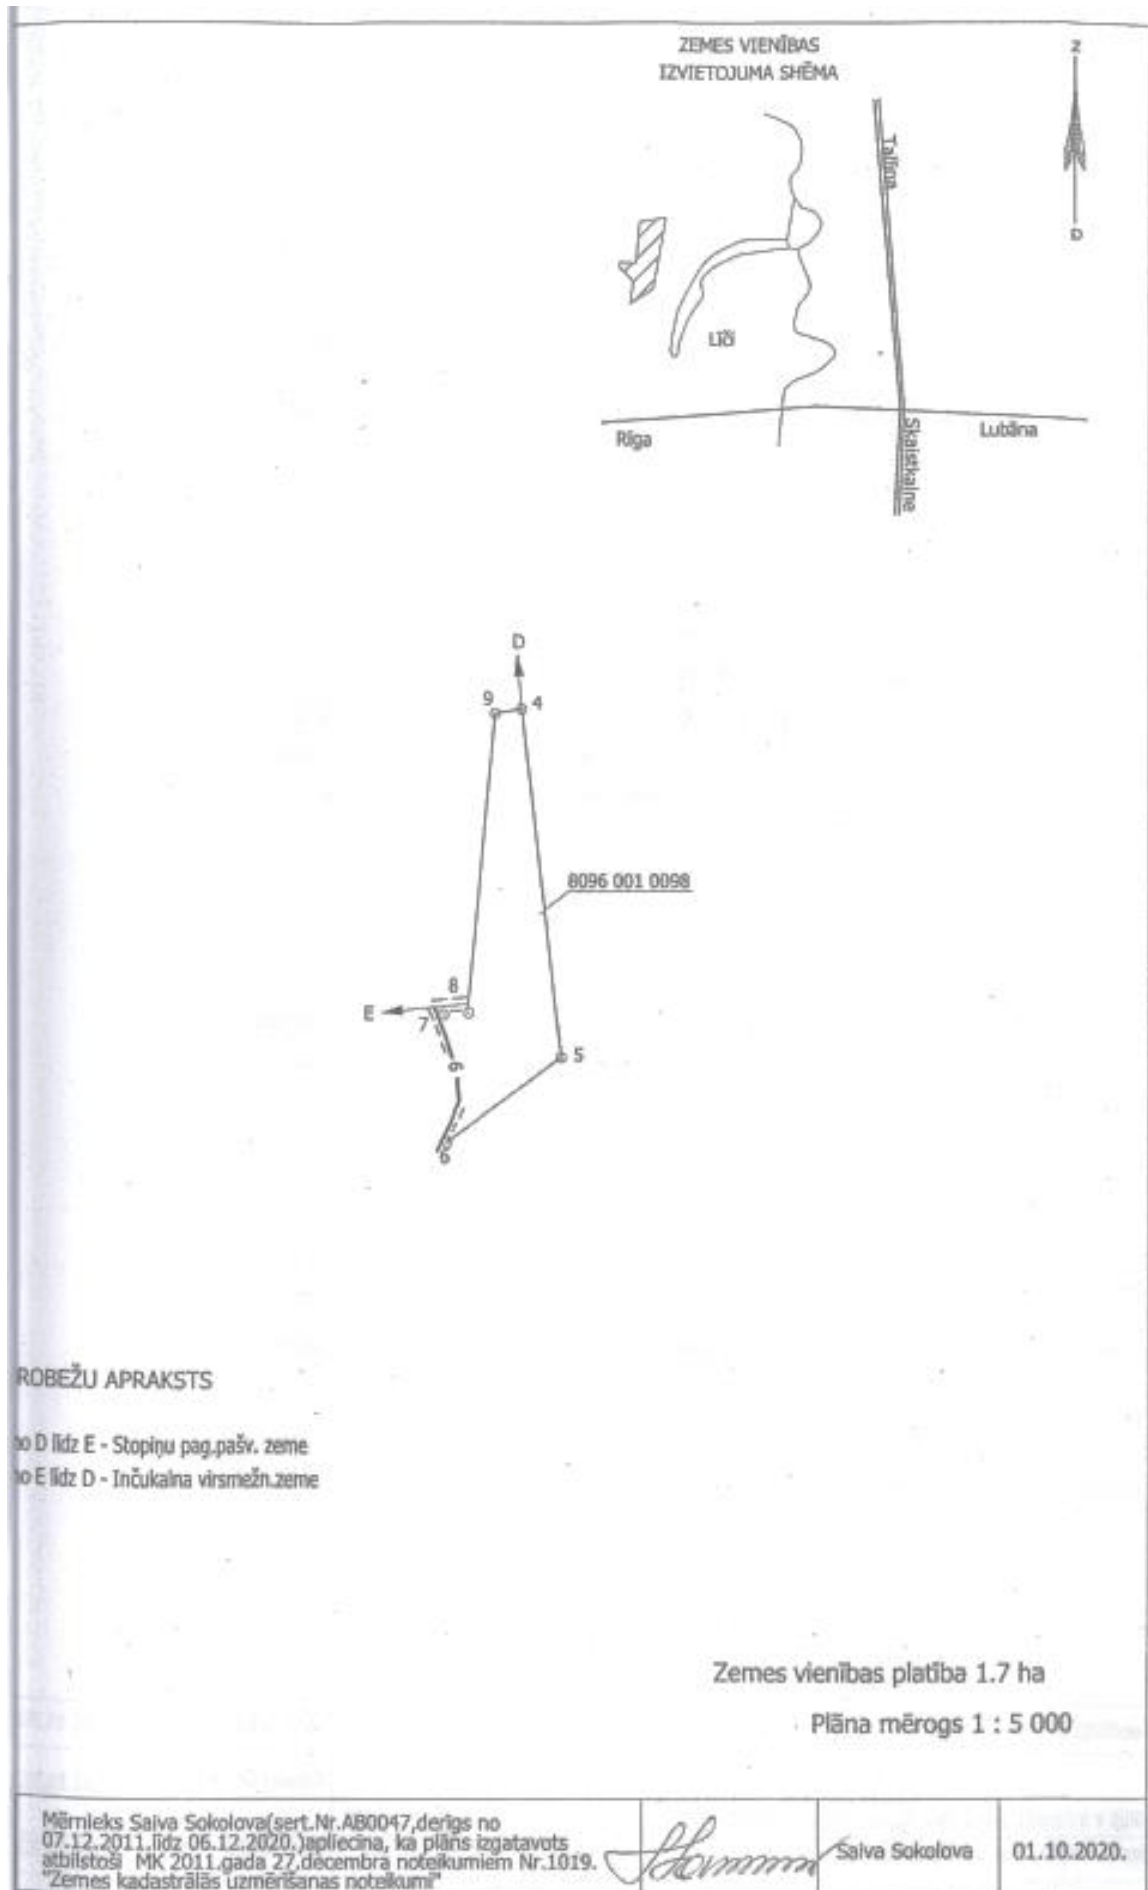 ZEMES VIENĪBAS
IZVIETOJUMA SHĒMA
Z
D
Tallina
Līči
Rīga
Skaistkalne
Lubāna
D
9
4
8096 001 0098
8
E
7
5
9
6
ROBEŽU APRAKSTS
no D līdz E - Stopiņu pag.pašv. zeme
no E līdz D - Inčukalna virsmežn.zeme
Zemes vienības platība 1.7 ha
Plāna mērogs 1 : 5 000
Mērnieks Saiva Sokolova(sert.Nr.AB0047,derīgs no
07.12.2011.līdz 06.12.2020.)apliecina, ka plāns izgatavots
atbilstoši MK 2011.gada 27.decembra noteikumiem Nr.1019.
"Zemes kadastrālās uzmērīšanas noteikumi"
Saiva Sokolova
01.10.2020.